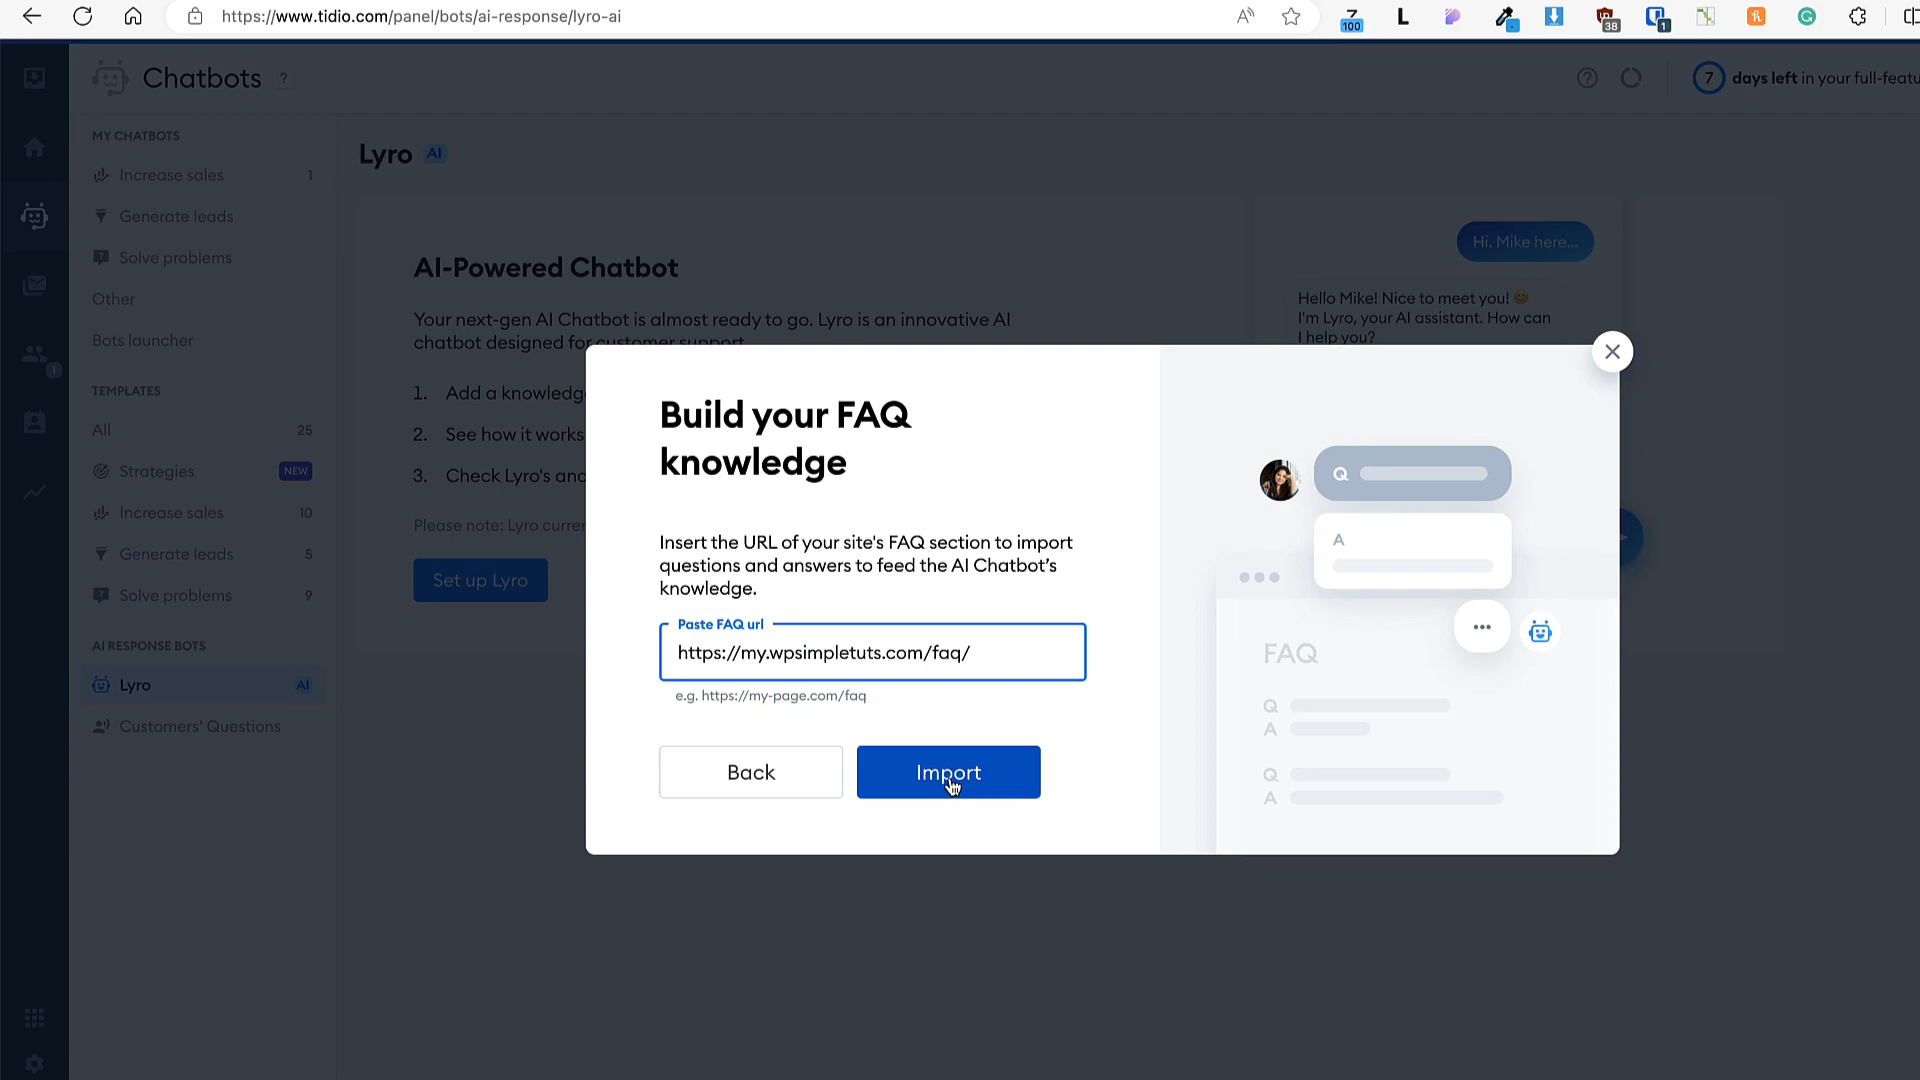 https://www.tidio.com/panel/bots/ai-response/lyro-ai
100
L
38
1
Chatbots ?
7 days left in your full-featu
MY CHATBOTS
Increase sales 1
Generate leads
Solve problems
Other
Bots launcher
1
TEMPLATES
All 25
Strategies NEW
Increase sales 10
Generate leads 5
Solve problems 9
AI RESPONSE BOTS
Lyro AI
Customers' Questions
Lyro AI
AI-Powered Chatbot
Your next-gen AI Chatbot is almost ready to go. Lyro is an innovative AI
chatbot designed for customer support
1. Add a knowledg
2. See how it works
3. Check Lyro's and
Please note: Lyro curre
Set up Lyro
Hi. Mike here...
Hello Mike! Nice to meet you! 😊
I'm Lyro, your AI assistant. How can
I help you?
Build your FAQ
knowledge
Insert the URL of your site's FAQ section to import
questions and answers to feed the AI Chatbot's
knowledge.
Paste FAQ url
https://my.wpsimpletuts.com/faq/
e.g. https://my-page.com/faq
Back
Import
Q
A
FAQ
Q
A
Q
A